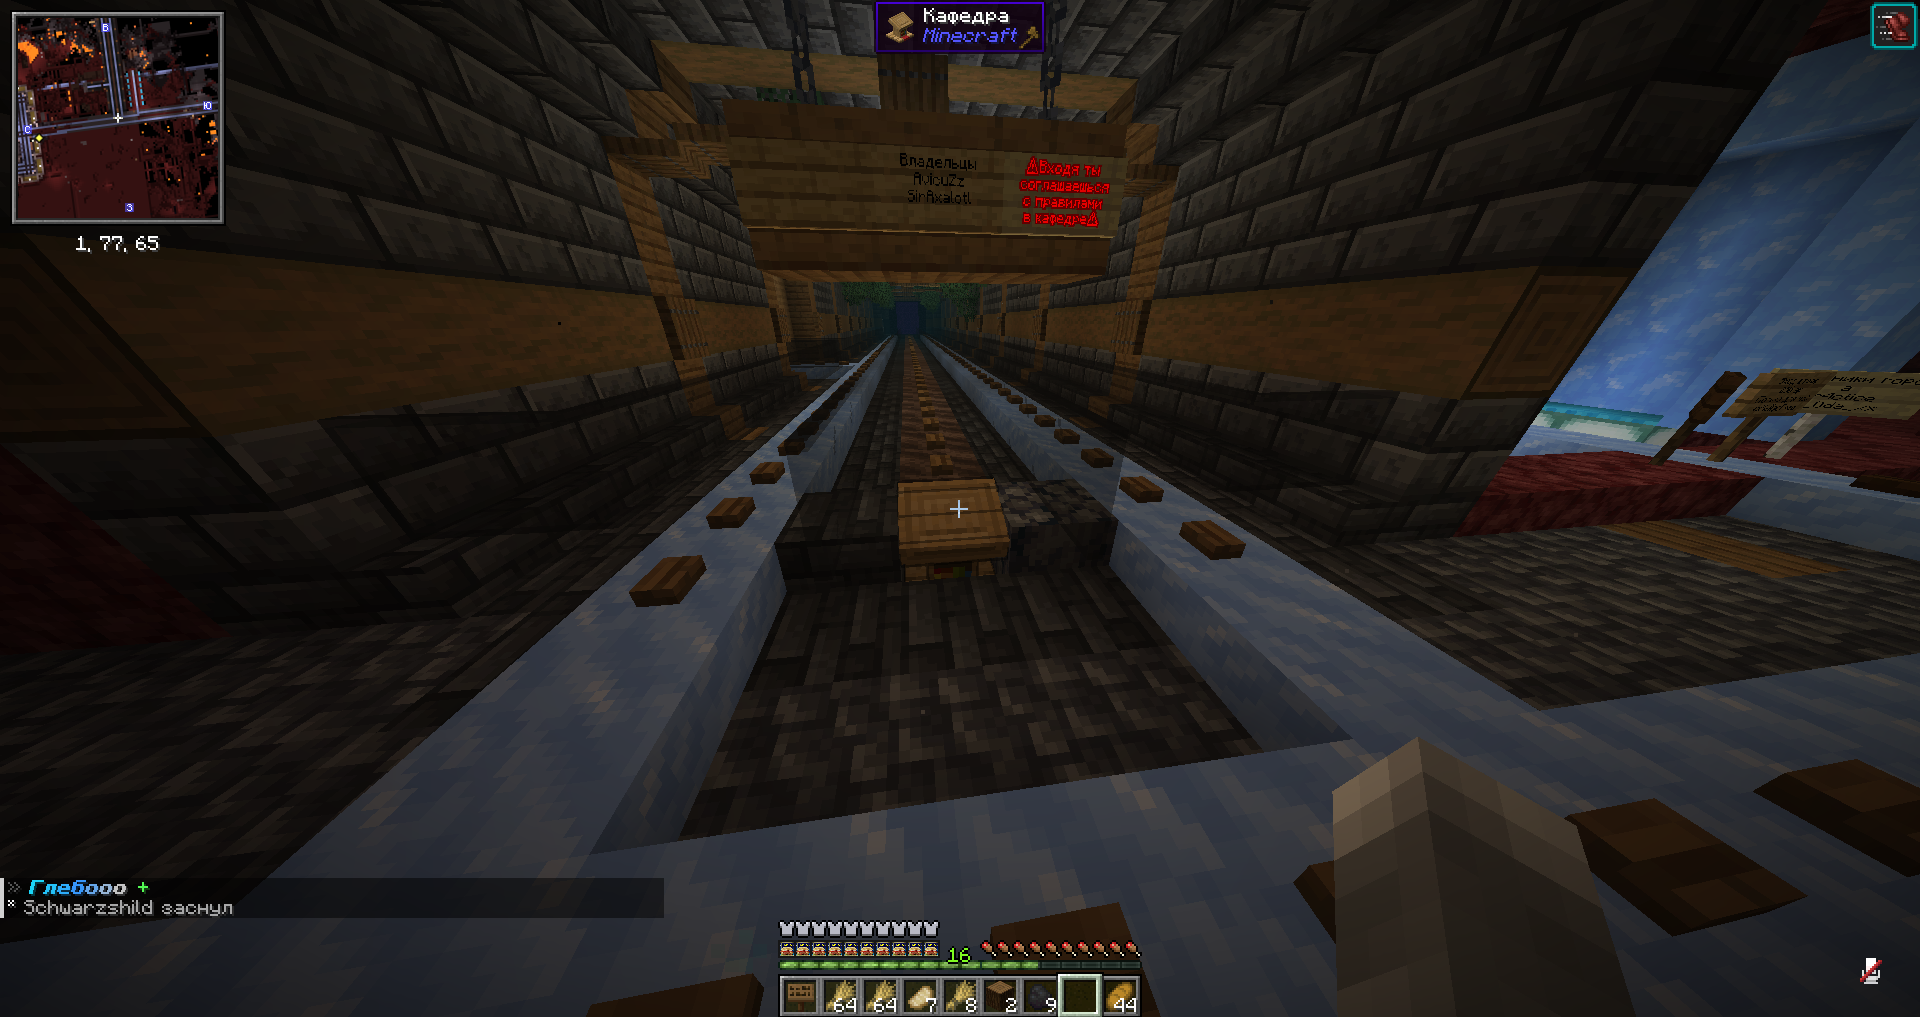 Кафедра
Minecraft
В
Ю
С
З
1, 77, 65
Владельцы
AvicuZz
SirAxalotl
⚠Входя ты
соглашаешься
с правилами
в кафедре⚠
» Глебооо +
* Schwarzshild заснул
16
64
64
7
8
2
9
44